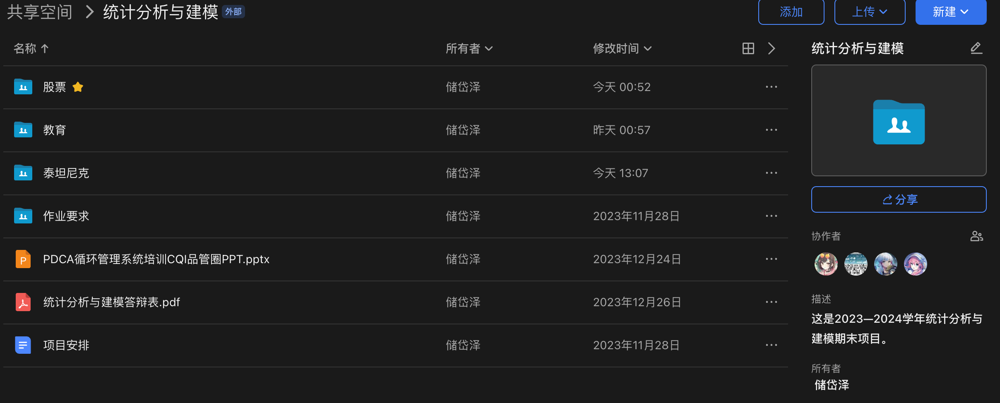 共享空间 > 统计分析与建模 外部
添加 上传 新建
名称 所有者 修改时间
股票 储岱泽 今天 00:52
教育 储岱泽 昨天 00:57
泰坦尼克 储岱泽 今天 13:07
作业要求 储岱泽 2023年11月28日
P PDCA循环管理系统培训CQI品管圈PPT.pptx 储岱泽 2023年12月24日
统计分析与建模答辩表.pdf 储岱泽 2023年12月26日
项目安排 储岱泽 2023年11月28日
统计分析与建模
分享
协作者
描述
这是2023—2024学年统计分析与
建模期末项目。
所有者
储岱泽